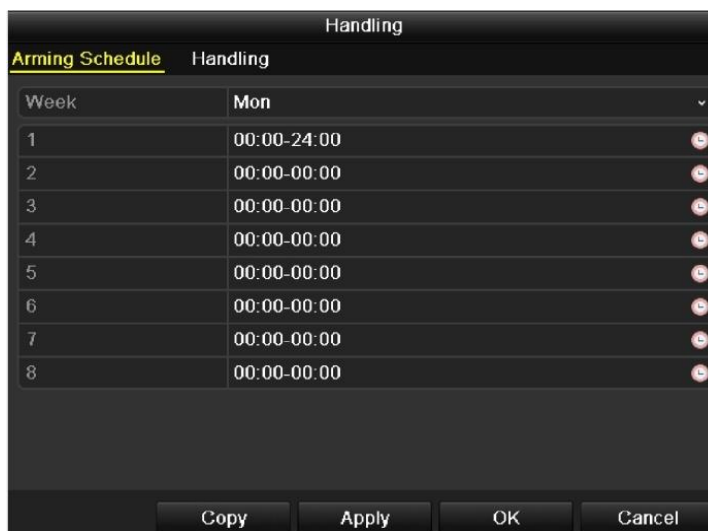 Handling
Arming Schedule Handling
Week Mon
1 00:00-24:00
2 00:00-00:00
3 00:00-00:00
4 00:00-00:00
5 00:00-00:00
6 00:00-00:00
7 00:00-00:00
8 00:00-00:00
Copy Apply OK Cancel